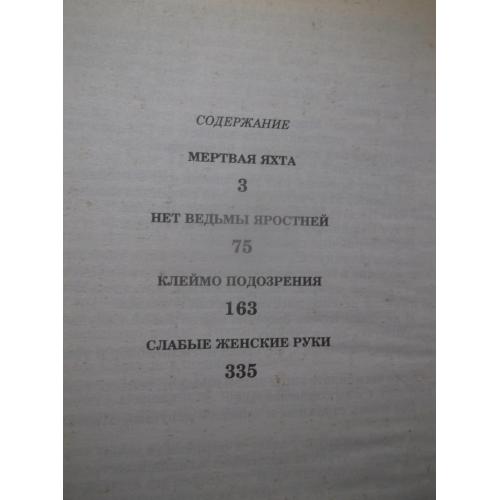 СОДЕРЖАНИЕ
МЕРТВАЯ ЯХТА
3
НЕТ ВЕДЬМЫ ЯРОСТНЕЙ
75
КЛЕЙМО ПОДОЗРЕНИЯ
163
СЛАБЫЕ ЖЕНСКИЕ РУКИ
335